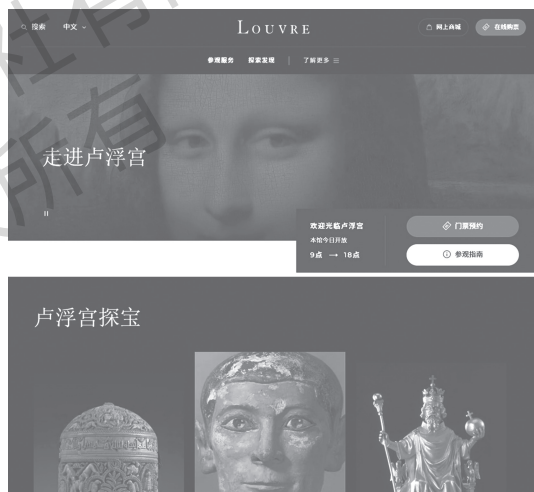 搜索 中文 LOUVRE 网上商城 在线购票
参观服务 探索发现 了解更多
走进卢浮宫
欢迎光临卢浮宫 门票预约
本馆今日开放
9点 → 18点 参观指南
卢浮宫探宝
所有